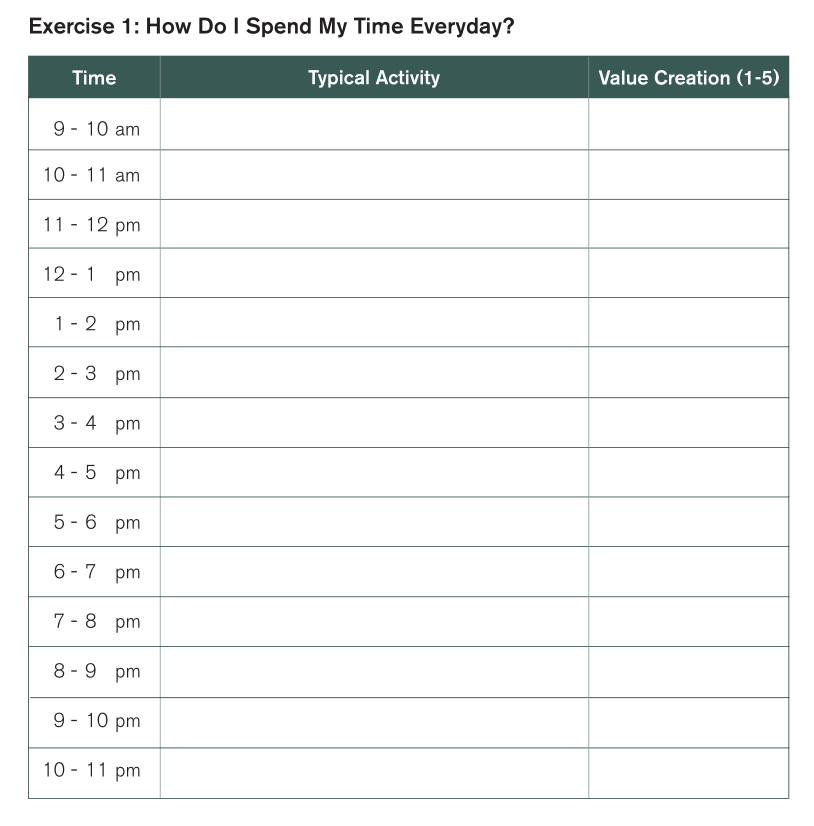 Exercise 1: How Do I Spend My Time Everyday?
Time Typical Activity Value Creation (1-5)
9 - 10 am
10 - 11 am
11 - 12 pm
12 - 1 pm
1 - 2 pm
2 - 3 pm
3 - 4 pm
4 - 5 pm
5 - 6 pm
6 - 7 pm
7 - 8 pm
8 - 9 pm
9 - 10 pm
10 - 11 pm